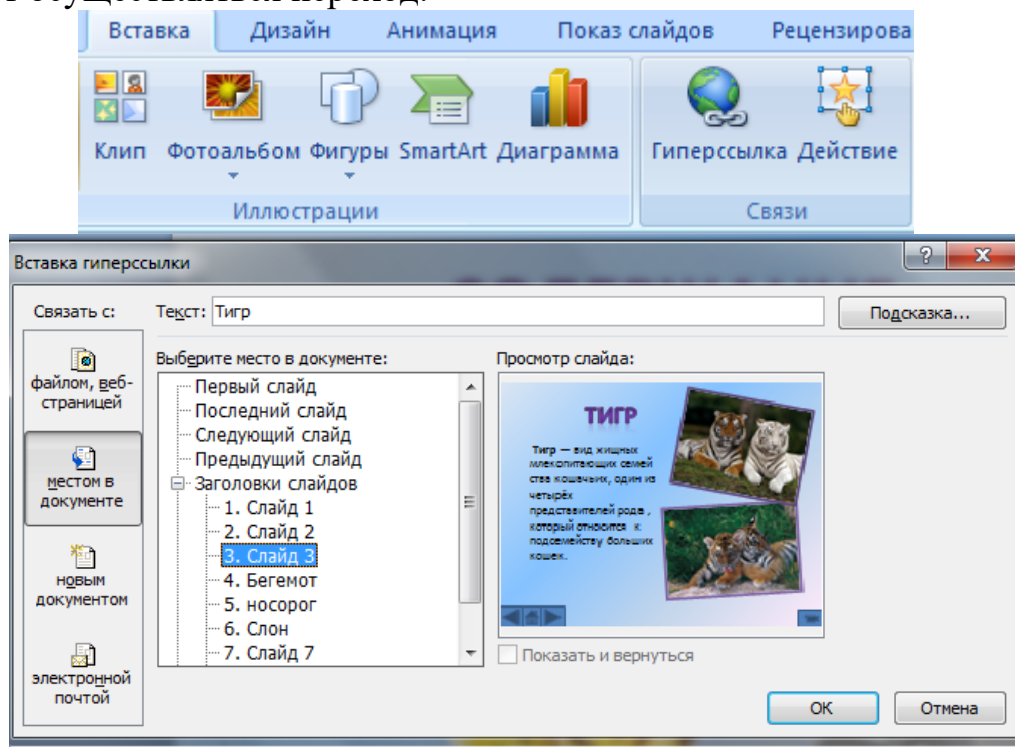 осуществляться переход.
Вставка Дизайн Анимация Показ слайдов Рецензирова
Клип Фотоальбом Фигуры SmartArt Диаграмма Гиперссылка Действие
Иллюстрации Связи
Вставка гиперссылки
Связать с: Текст: Тигр Подсказка...
файлом, веб-
страницей
местом в
документе
новым
документом
электронной
почтой
Выберите место в документе:
Первый слайд
Последний слайд
Следующий слайд
Предыдущий слайд
Заголовки слайдов
1. Слайд 1
2. Слайд 2
3. Слайд 3
4. Бегемот
5. носорог
6. Слон
7. Слайд 7
Просмотр слайда:
ТИГР
Тигр — вид хищных
млекопитающих семей
ства кошачьих, один из
четырёх
представителей рода ,
который относится к
подсемейству больших
кошек.
Показать и вернуться
ОК Отмена